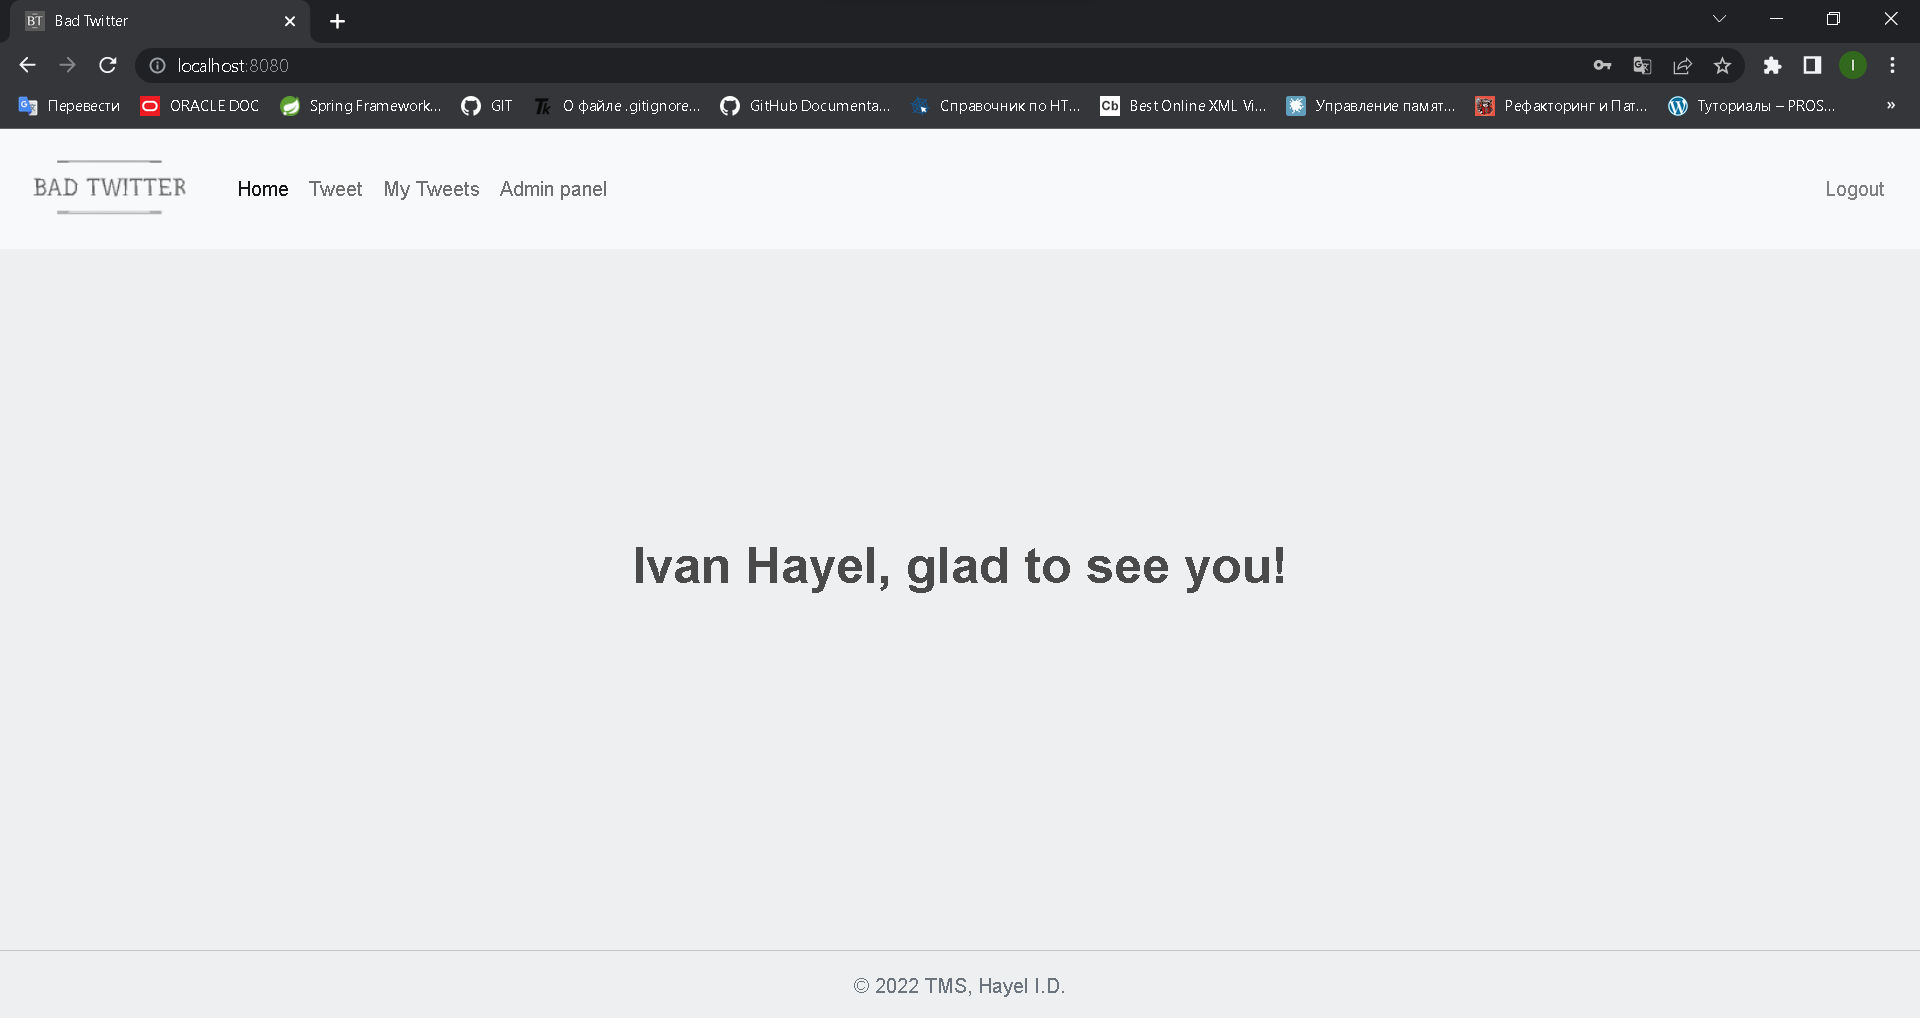 BT Bad Twitter
localhost:8080
Перевести ORACLE DOC Spring Framework... GIT Tk О файле .gitignore... GitHub Documenta... Справочник по HT... Cb Best Online XML Vi... Управление памят... Рефакторинг и Пат... Туториалы – PROS... »
BAD TWITTER Home Tweet My Tweets Admin panel Logout
Ivan Hayel, glad to see you!
© 2022 TMS, Hayel I.D.